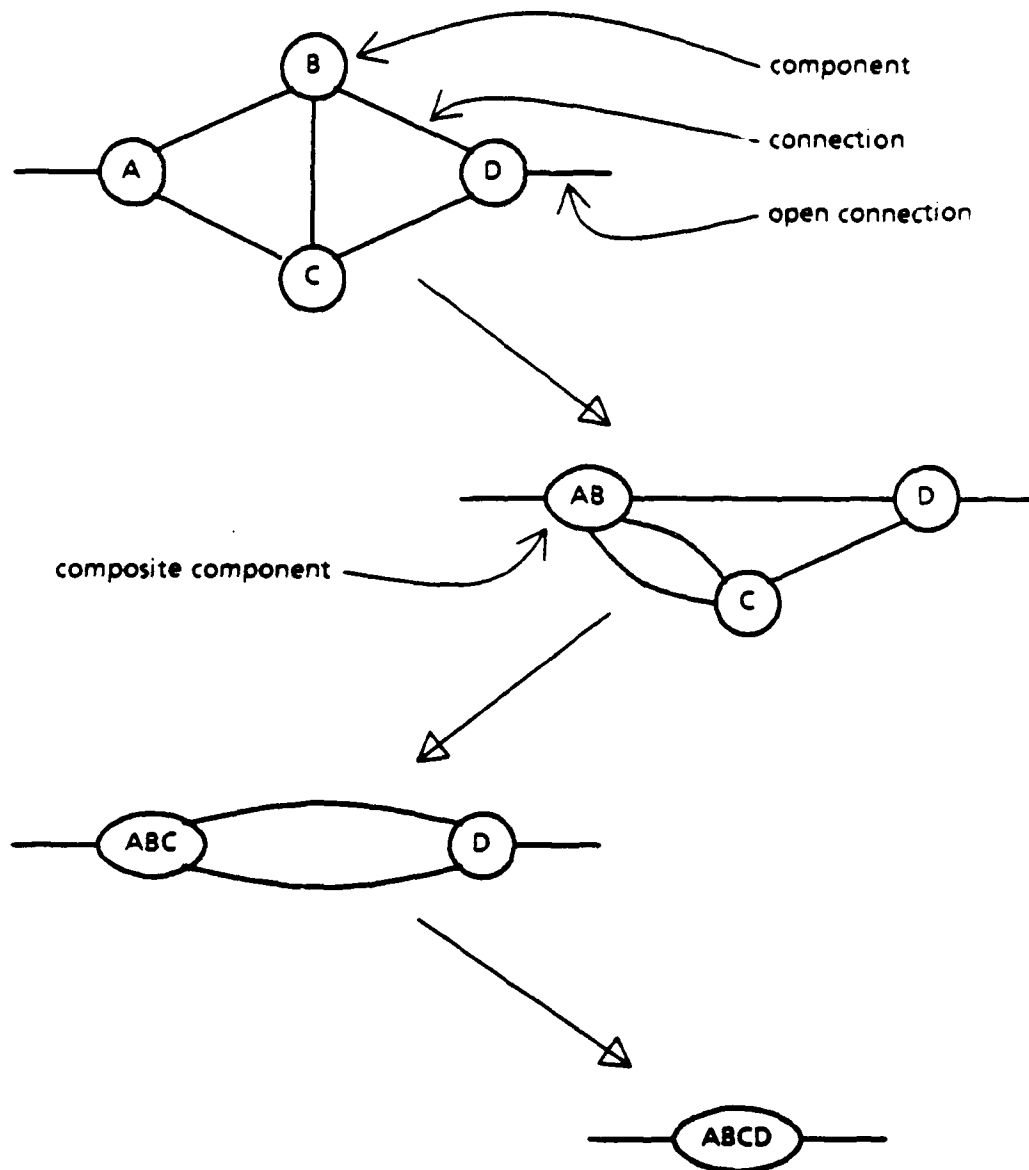 B
component
connection
A
D
open connection
C
AB
D
composite component
C
ABC
D
ABCD